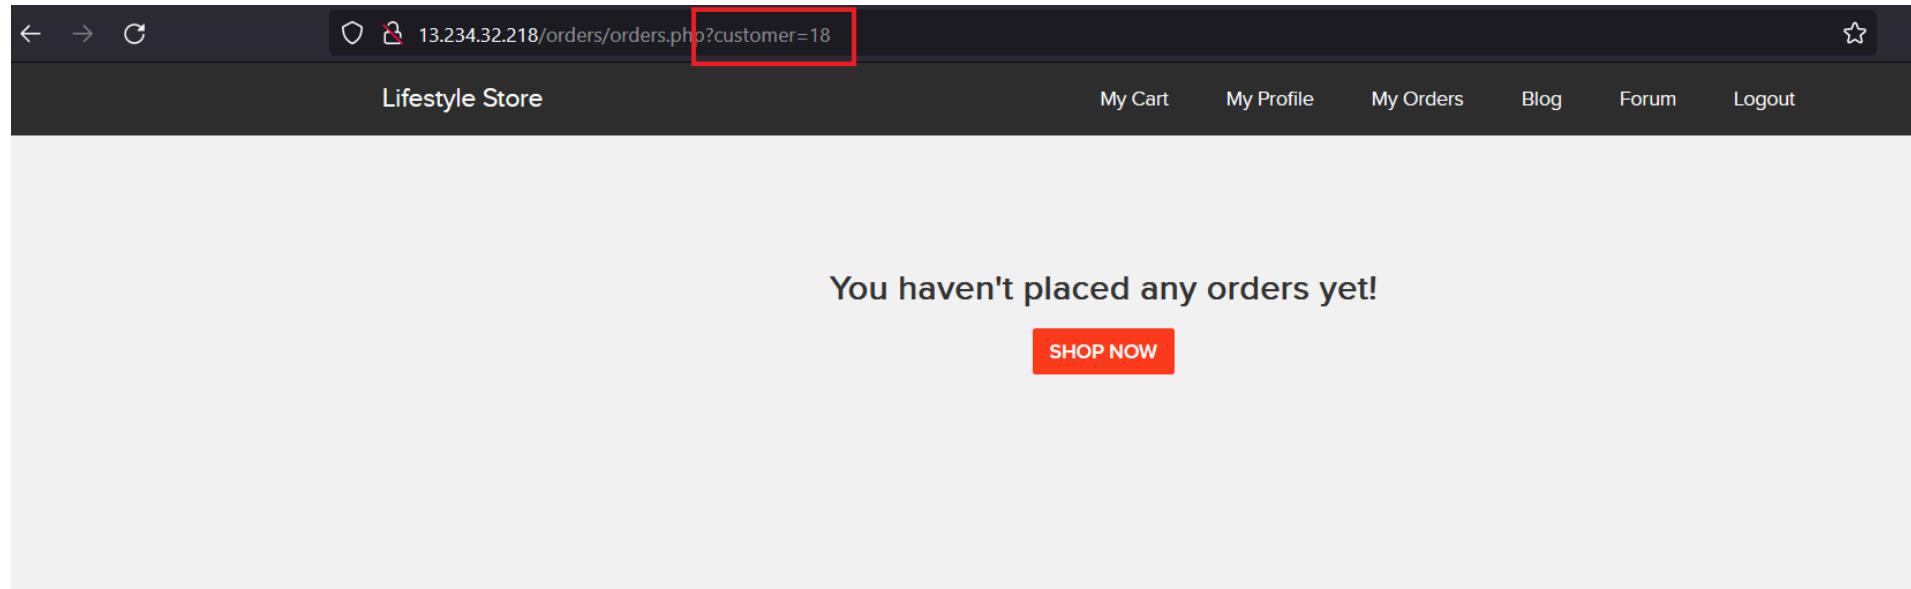 13.234.32.218/orders/orders.php?customer=18
Lifestyle Store My Cart My Profile My Orders Blog Forum Logout
You haven't placed any orders yet!
SHOP NOW